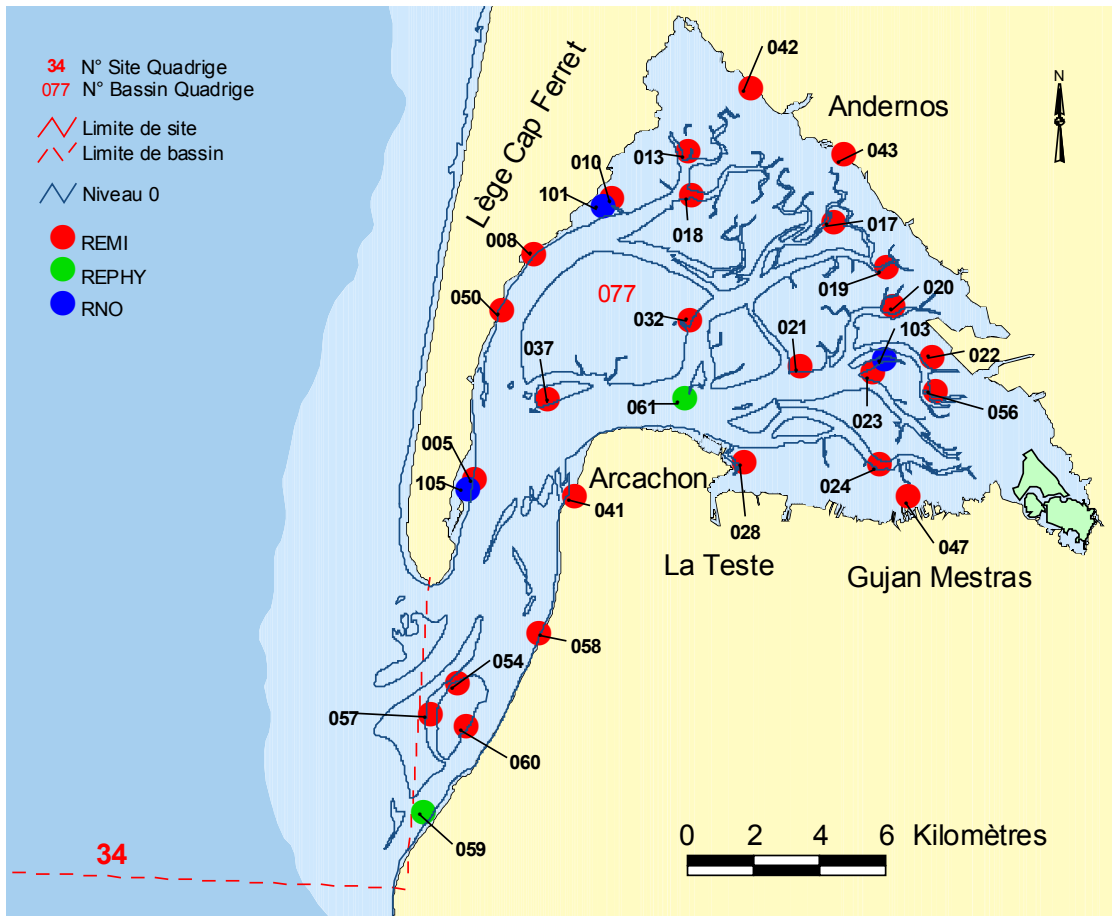 34 N° Site Quadrige
077 N° Bassin Quadrige
Limite de site
Limite de bassin
Niveau 0
REMI
REPHY
RNO
N
Lège Cap Ferret
042
Andernos
013
043
010
101
018
017
008
019
020
050
077
032
103
021
022
037
061
023
056
005
105
Arcachon
041
024
028
047
La Teste
Gujan Mestras
058
054
057
060
059
0 2 4 6 Kilomètres
34